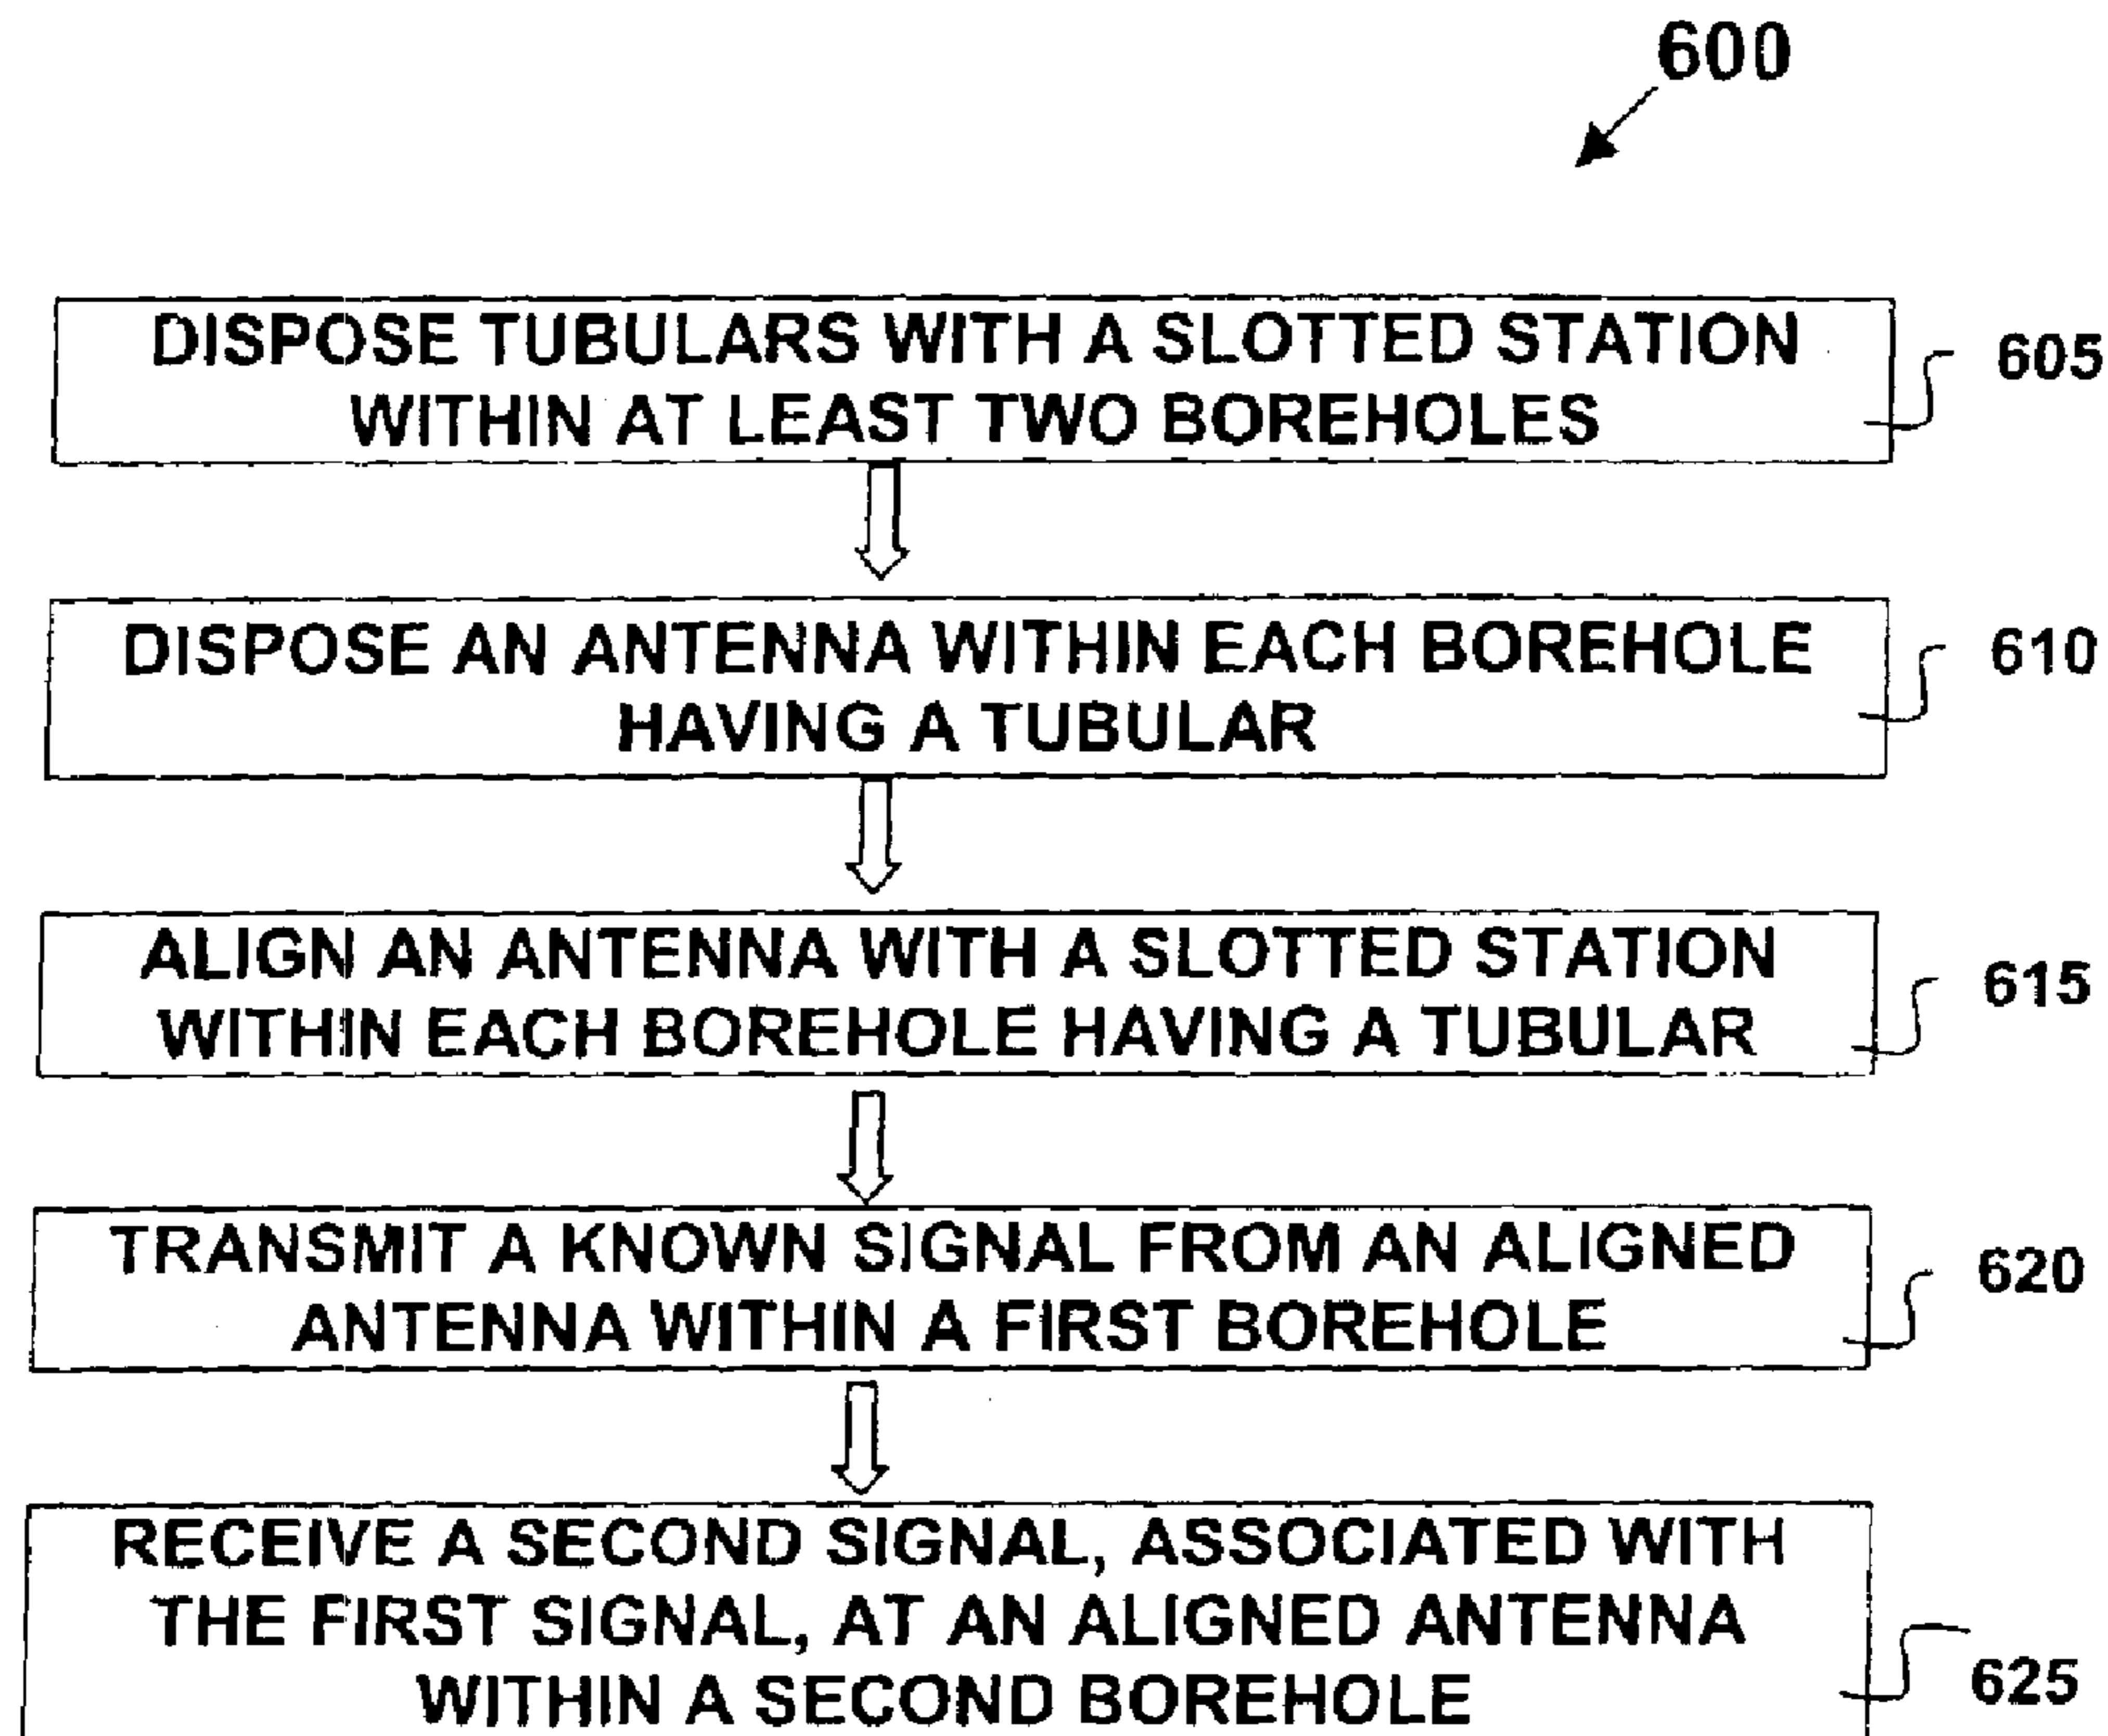 600
DISPOSE TUBULARS WITH A SLOTTED STATION
WITHIN AT LEAST TWO BOREHOLES
605
DISPOSE AN ANTENNA WITHIN EACH BOREHOLE
HAVING A TUBULAR
610
ALIGN AN ANTENNA WITH A SLOTTED STATION
WITHIN EACH BOREHOLE HAVING A TUBULAR
615
TRANSMIT A KNOWN SIGNAL FROM AN ALIGNED
ANTENNA WITHIN A FIRST BOREHOLE
620
RECEIVE A SECOND SIGNAL, ASSOCIATED WITH
THE FIRST SIGNAL, AT AN ALIGNED ANTENNA
WITHIN A SECOND BOREHOLE
625